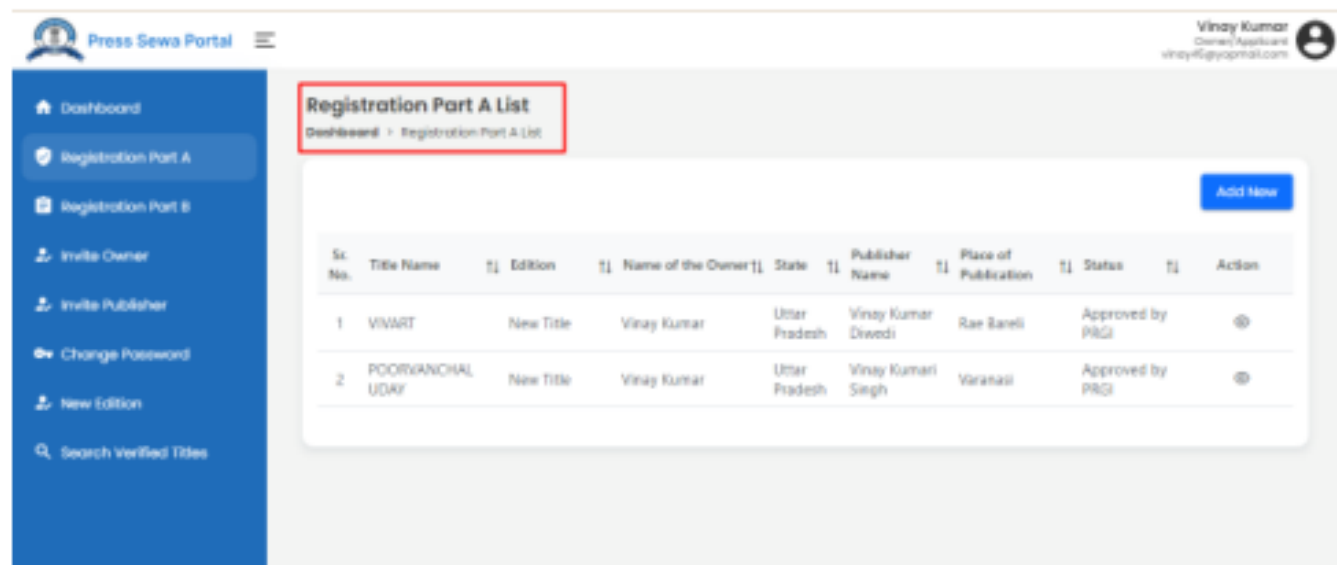 Press Sewa Portal
Vinay Kumar
Owner/Applicant
Dashboard
Registration Part A
Registration Part B
Invite Owner
Invite Publisher
Change Password
New Edition
Search Verified Titles
Registration Part A List
Dashboard > Registration Part A List
Add New
Sr. No. Title Name Edition Name of the Owner State Publisher Name Place of Publication Status Action
1 VIVART New Title Vinay Kumar Uttar Pradesh Vinay Kumar Diwedi Rae Bareli Approved by PRGI
2 POORVANCHAL UDAY New Title Vinay Kumar Uttar Pradesh Vinay Kumari Singh Varanasi Approved by PRGI